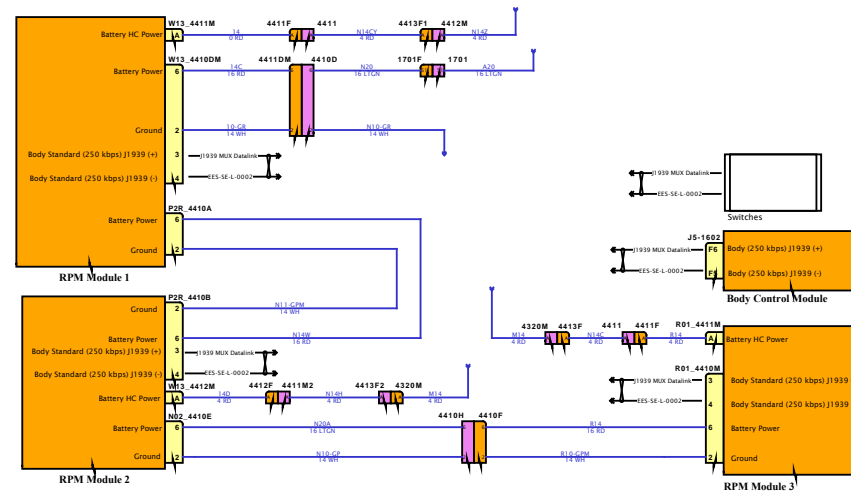 W13_4411M
4411F
4411
4413F1
4412M
Battery HC Power
A
14
0 RD
N14CY
4 RD
N14Z
4 RD
W13_4410DM
4411DM
4410D
1701F
1701
Battery Power
6
14C
16 RD
N20
16 LTGN
A20
16 LTGN
Ground
2
10-GR
14 WH
N10-GR
14 WH
Body Standard (250 kbps) J1939 (+)
3
J1939 MUX Datalink
Body Standard (250 kbps) J1939 (-)
4
EES-SE-L-0002
P2R_4410A
Battery Power
6
Ground
2
RPM Module 1
J1939 MUX Datalink
EES-SE-L-0002
Switches
J5-1602
J1939 MUX Datalink
F6
Body (250 kbps) J1939 (+)
EES-SE-L-0002
Body (250 kbps) J1939 (-)
Body Control Module
P2R_4410B
Ground
2
N11-GPM
14 WH
Battery Power
6
N14W
16 RD
Body Standard (250 kbps) J1939 (+)
3
J1939 MUX Datalink
Body Standard (250 kbps) J1939 (-)
4
EES-SE-L-0002
W13_4412M
4412F
4411M2
4413F2
4320M
Battery HC Power
A
14D
4 RD
N14H
4 RD
M14
4 RD
N02_4410E
4410H
4410F
Battery Power
6
N20A
16 LTGN
Ground
2
N10-GP
14 WH
RPM Module 2
4320M
4413F
4411
4411F
R01_4411M
M14
4 RD
N14C
4 RD
R14
4 RD
A
Battery HC Power
R01_4410M
J1939 MUX Datalink
3
Body Standard (250 kbps) J1939
EES-SE-L-0002
4
Body Standard (250 kbps) J1939
R14
16 RD
6
Battery Power
R10-GPM
14 WH
2
Ground
RPM Module 3